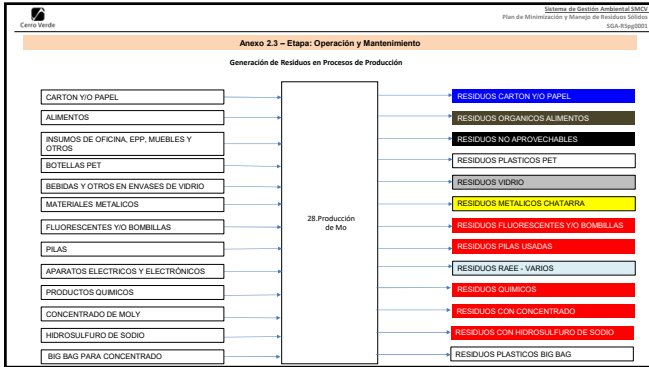 Cerro Verde
Sistema de Gestión Ambiental SMCV
Plan de Minimización y Manejo de Residuos Sólidos
SGA-RSpg0001
Anexo 2.3 – Etapa: Operación y Mantenimiento
Generación de Residuos en Procesos de Producción
CARTON Y/O PAPEL
ALIMENTOS
INSUMOS DE OFICINA, EPP, MUEBLES Y
OTROS
BOTELLAS PET
BEBIDAS Y OTROS EN ENVASES DE VIDRIO
MATERIALES METALICOS
FLUORESCENTES Y/O BOMBILLAS
PILAS
APARATOS ELECTRICOS Y ELECTRÓNICOS
PRODUCTOS QUIMICOS
CONCENTRADO DE MOLY
HIDROSULFURO DE SODIO
BIG BAG PARA CONCENTRADO
28.Producción
de Mo
RESIDUOS CARTON Y/O PAPEL
RESIDUOS ORGANICOS ALIMENTOS
RESIDUOS NO APROVECHABLES
RESIDUOS PLASTICOS PET
RESIDUOS VIDRIO
RESIDUOS METALICOS CHATARRA
RESIDUOS FLUORESCENTES Y/O BOMBILLAS
RESIDUOS PILAS USADAS
RESIDUOS RAEE - VARIOS
RESIDUOS QUIMICOS
RESIDUOS CON CONCENTRADO
RESIDUOS CON HIDROSULFURO DE SODIO
RESIDUOS PLASTICOS BIG BAG